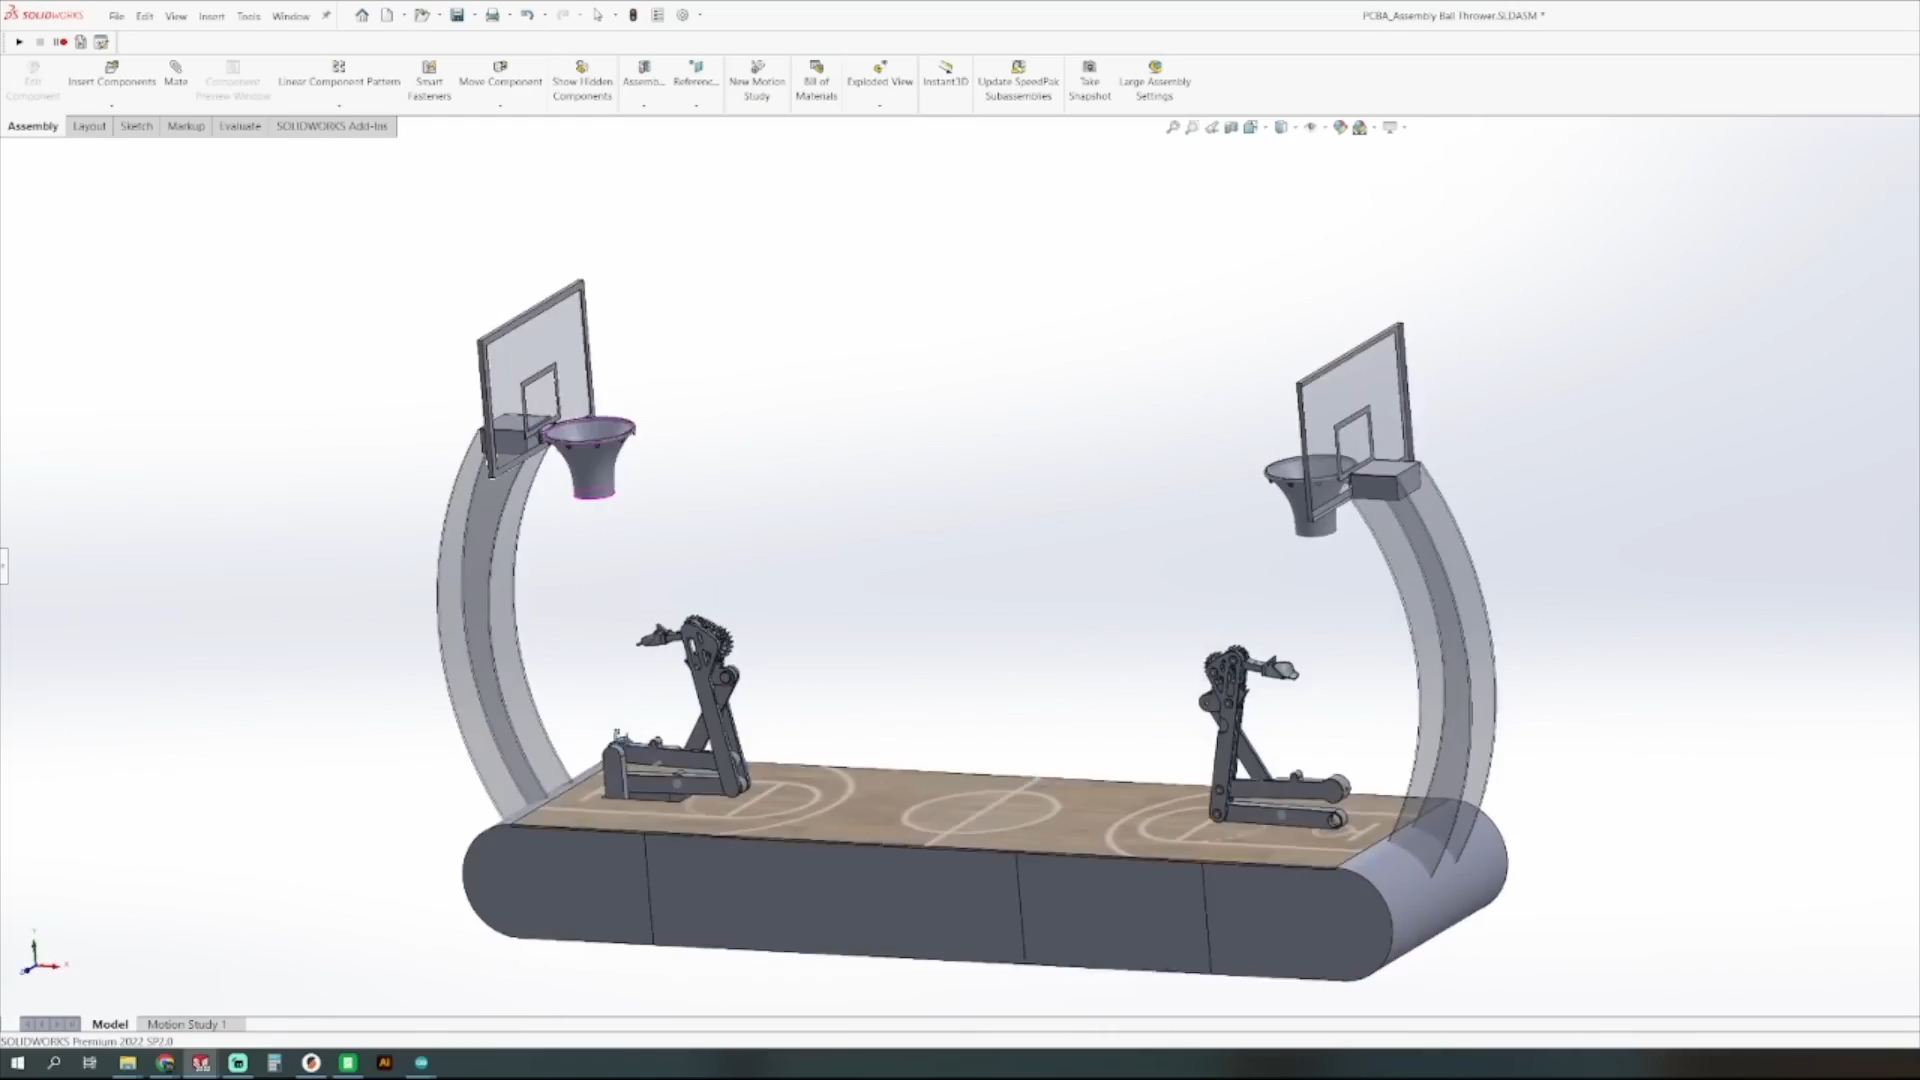 SOLIDWORKS File Edit View Insert Tools Window PCBA_Assembly Ball Thrower.SLDASM *
Edit Component
Insert Components
Mate
Component Preview Window
Linear Component Pattern
Smart Fasteners
Move Component
Show Hidden Components
Assemb...
Referenc...
New Motion Study
Bill of Materials
Exploded View
Instant3D
Update SpeedPak Subassemblies
Take Snapshot
Large Assembly Settings
Assembly Layout Sketch Markup Evaluate SOLIDWORKS Add-Ins
Model Motion Study 1
SOLIDWORKS Premium 2022 SP2.0
Ai